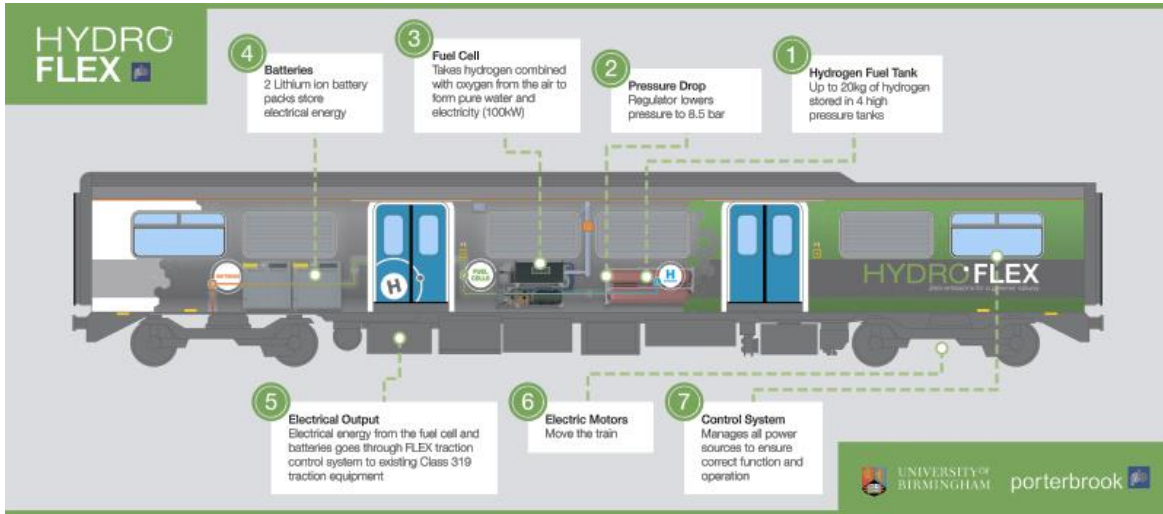 HYDRO
FLEX
4
Batteries
2 Lithium ion battery
packs store
electrical energy
3
Fuel Cell
Takes hydrogen combined
with oxygen from the air to
form pure water and
electricity (100kW)
2
Pressure Drop
Regulator lowers
pressure to 8.5 bar
1
Hydrogen Fuel Tank
Up to 20kg of hydrogen
stored in 4 high
pressure tanks
BATTERIES
H
FUEL
CELLS
H
HYDROFLEX
5
Electrical Output
Electrical energy from the fuel cell and
batteries goes through FLEX traction
control system to existing Class 319
traction equipment
6
Electric Motors
Move the train
7
Control System
Manages all power
sources to ensure
correct function and
operation
UNIVERSITY OF
BIRMINGHAM
porterbrook